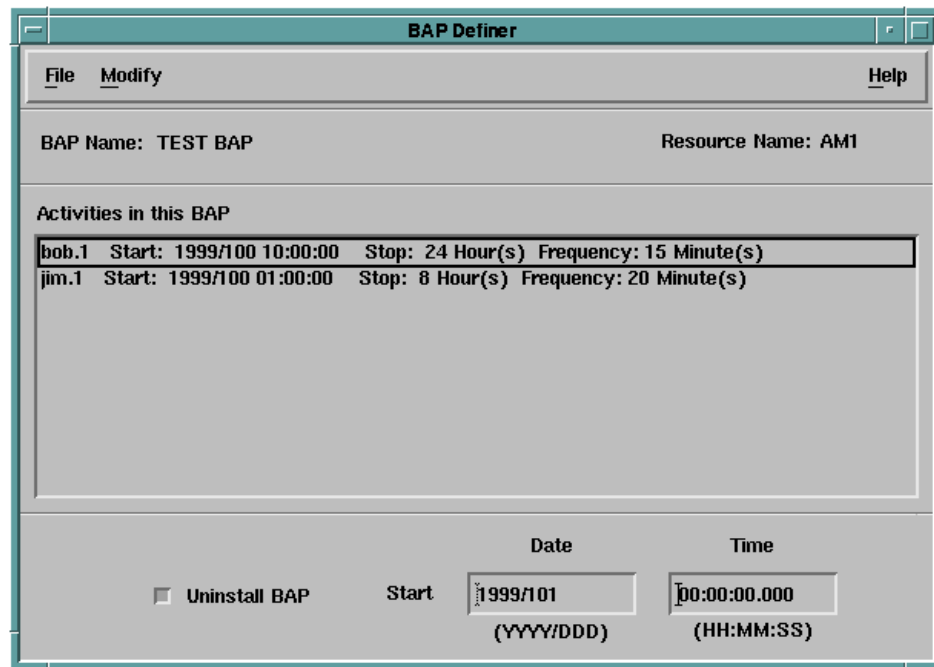 BAP Definer
File Modify Help
BAP Name: TEST BAP Resource Name: AM1
Activities in this BAP
bob.1 Start: 1999/100 10:00:00 Stop: 24 Hour(s) Frequency: 15 Minute(s)
jim.1 Start: 1999/100 01:00:00 Stop: 8 Hour(s) Frequency: 20 Minute(s)
Date Time
Uninstall BAP Start 1999/101 00:00:00.000
(YYYY/DDD) (HH:MM:SS)